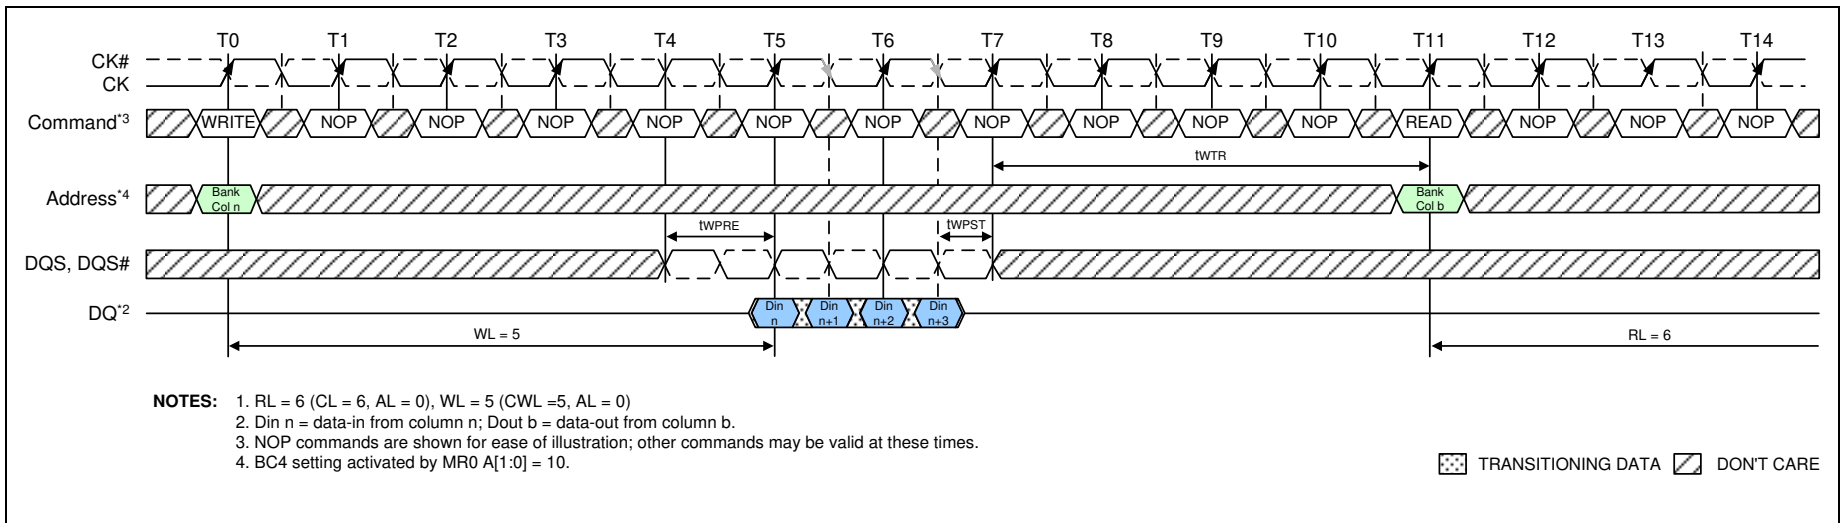 T0 T1 T2 T3 T4 T5 T6 T7 T8 T9 T10 T11 T12 T13 T14
CK#
CK
Command*3 WRITE NOP NOP NOP NOP NOP NOP NOP NOP NOP NOP READ NOP NOP NOP
tWTR
Address*4 Bank Col n Bank Col b
tWPRE tWPST
DQS, DQS#
DQ*2 Din n Din n+1 Din n+2 Din n+3
WL = 5 RL = 6
NOTES: 1. RL = 6 (CL = 6, AL = 0), WL = 5 (CWL =5, AL = 0)
2. Din n = data-in from column n; Dout b = data-out from column b.
3. NOP commands are shown for ease of illustration; other commands may be valid at these times.
4. BC4 setting activated by MR0 A[1:0] = 10.
TRANSITIONING DATA DON'T CARE